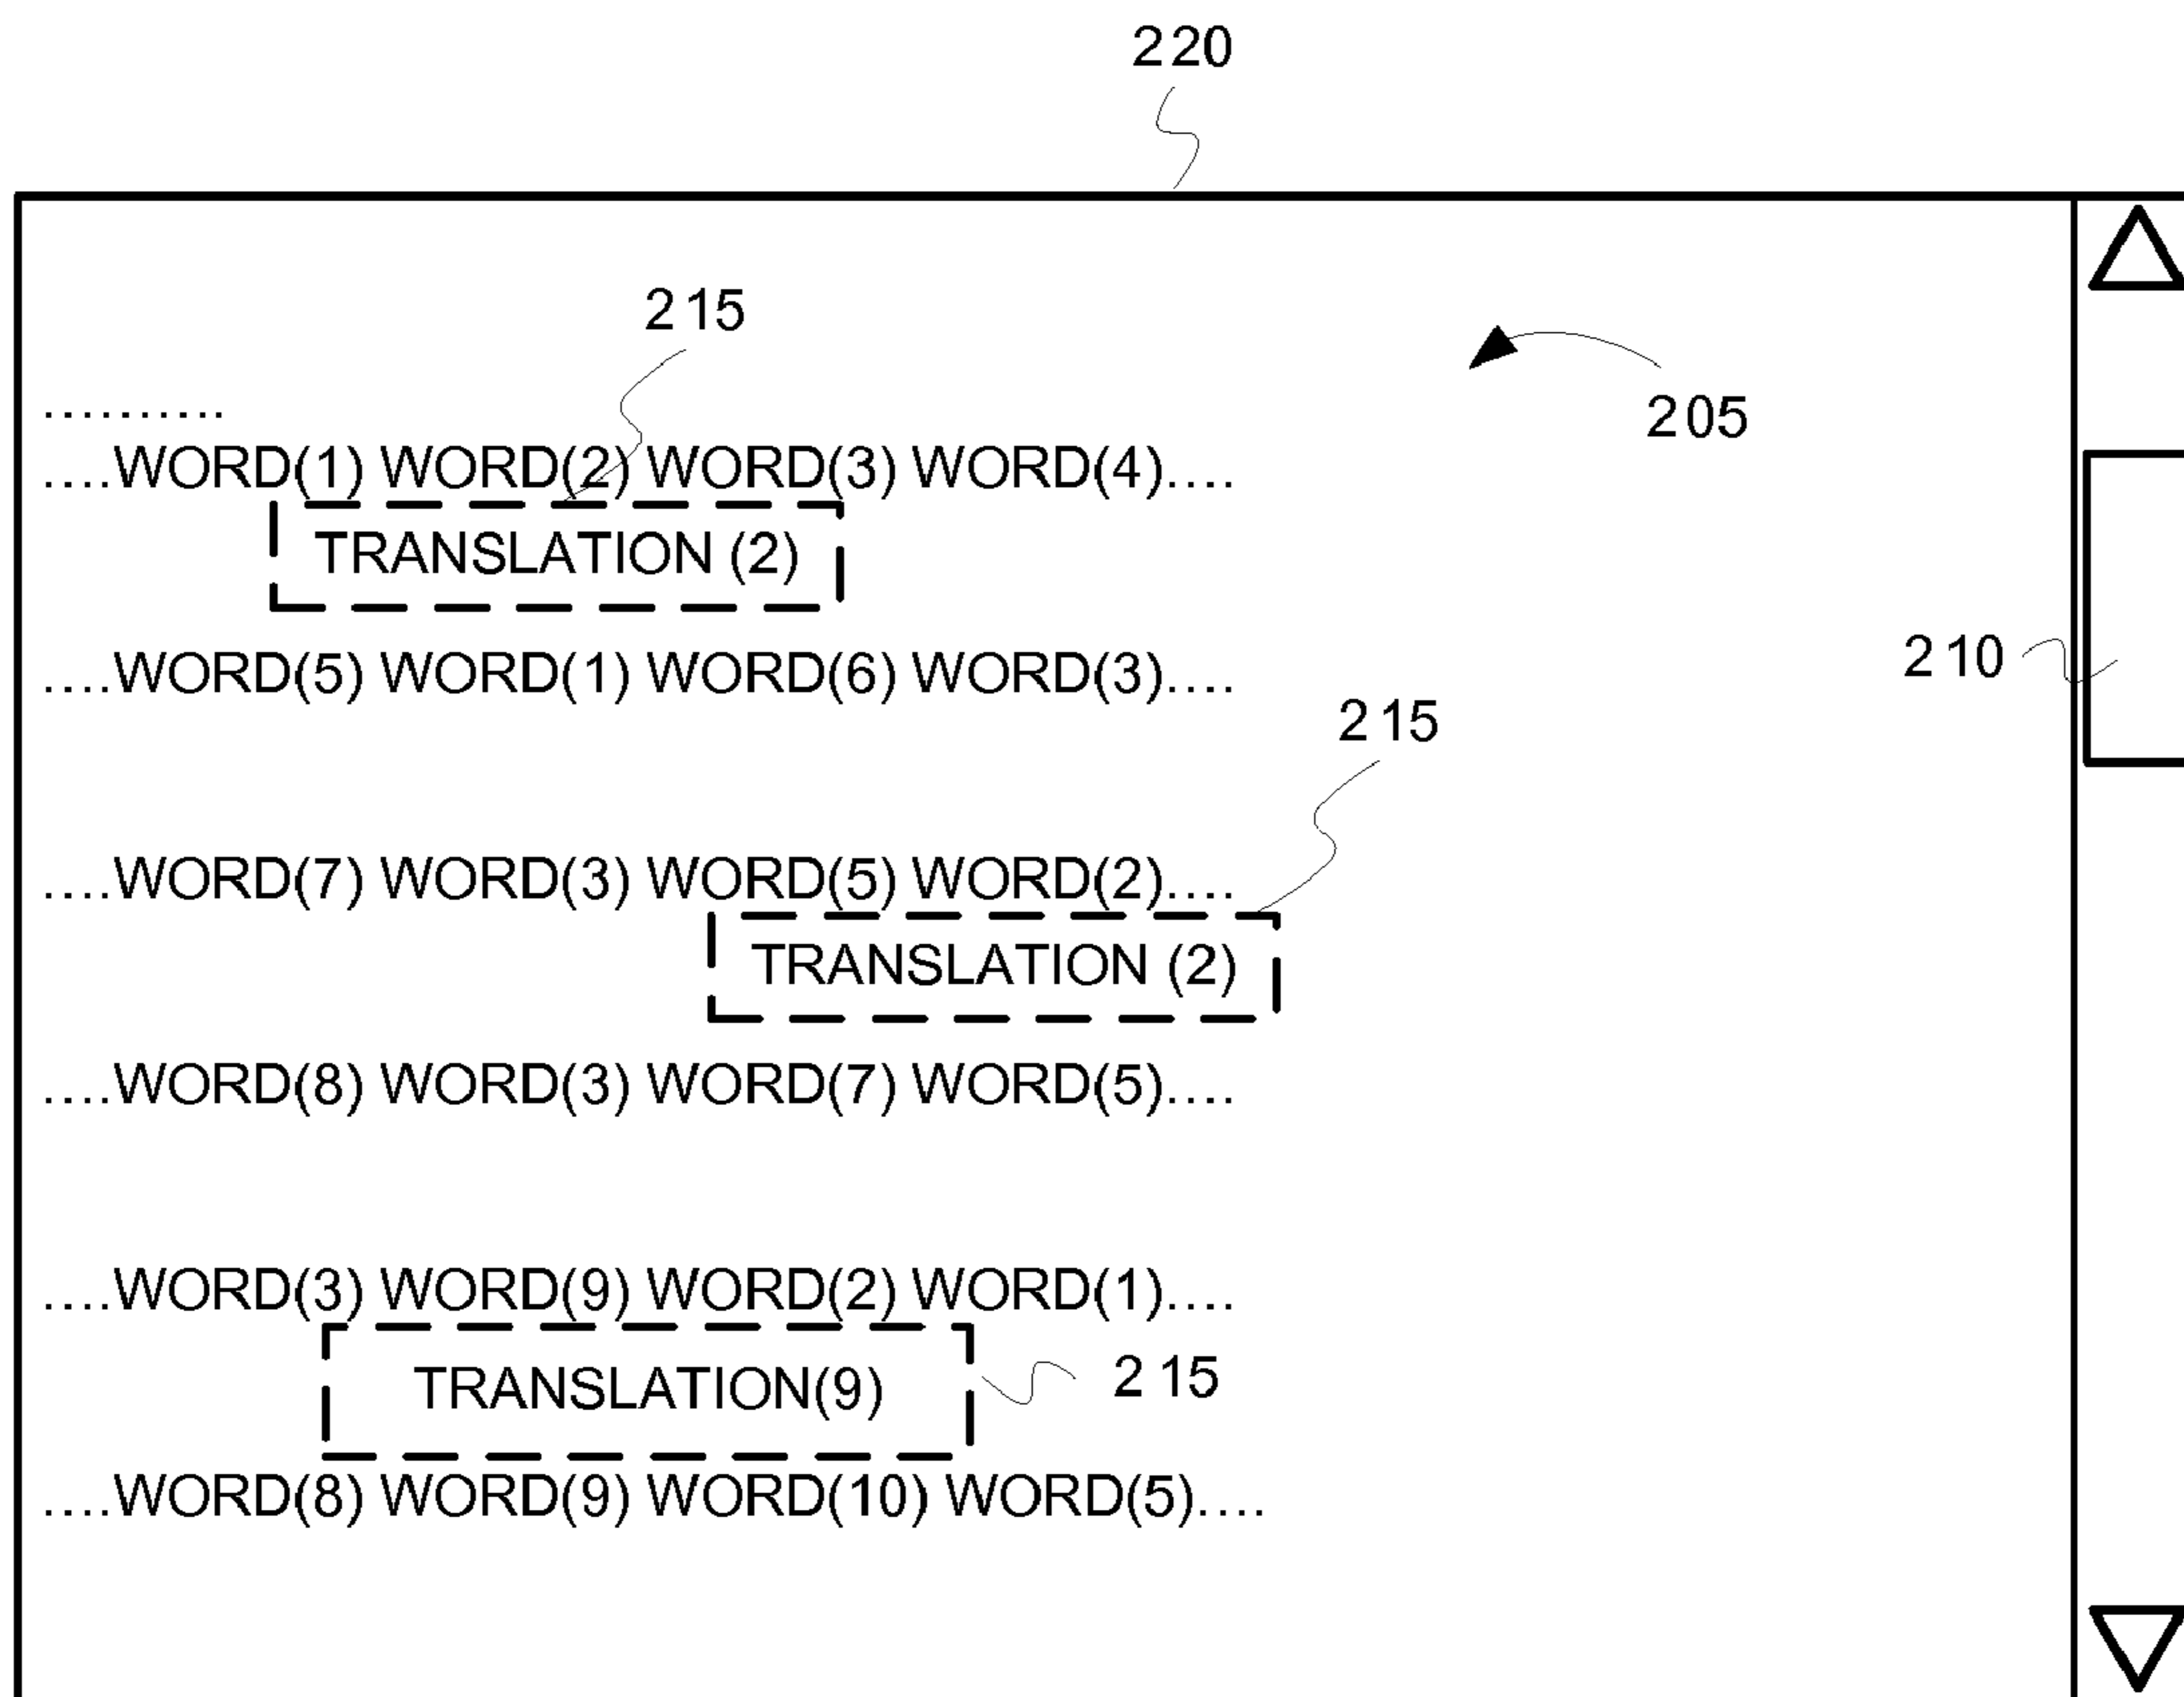 220
215
205
..........
....WORD(1) WORD(2) WORD(3) WORD(4)....
TRANSLATION (2)
....WORD(5) WORD(1) WORD(6) WORD(3)....
210
215
....WORD(7) WORD(3) WORD(5) WORD(2)....
TRANSLATION (2)
....WORD(8) WORD(3) WORD(7) WORD(5)....
....WORD(3) WORD(9) WORD(2) WORD(1)....
TRANSLATION(9)
215
....WORD(8) WORD(9) WORD(10) WORD(5)....